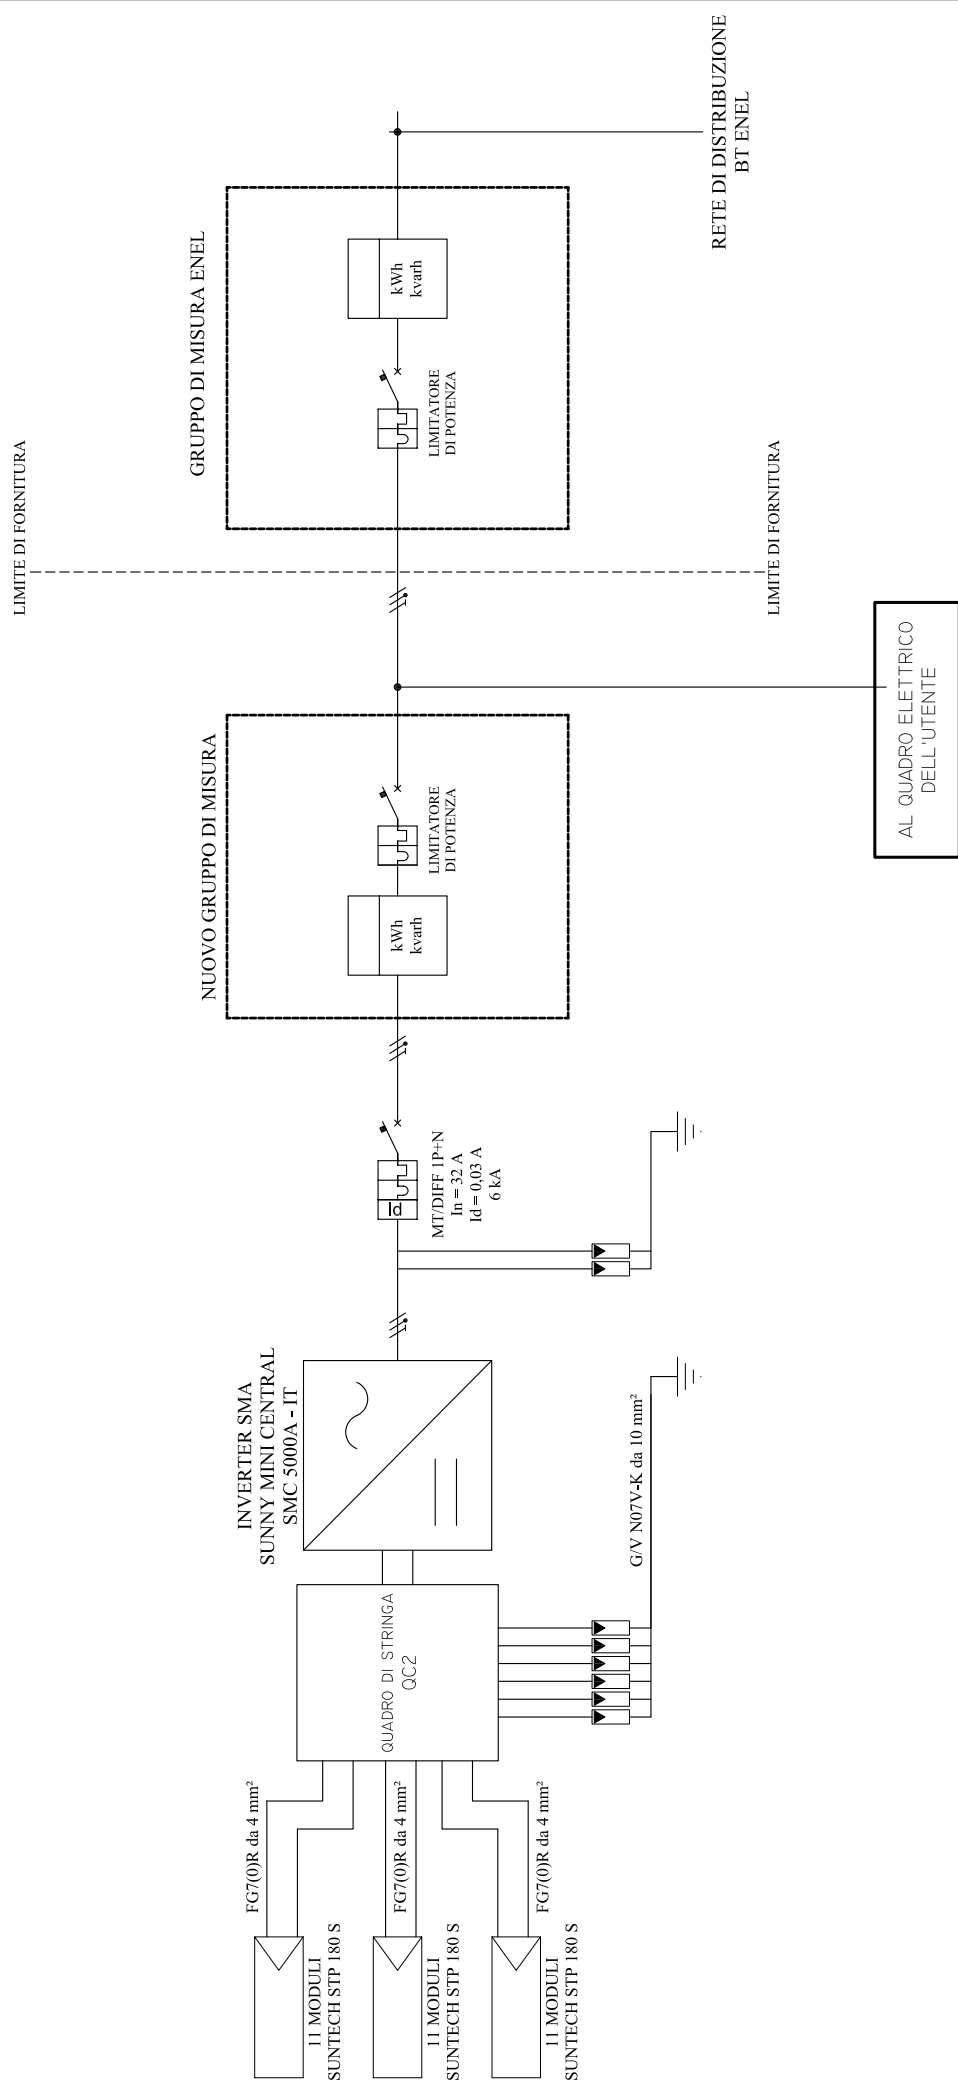 11 MODULI
SUNTECH STP 180 S
FG7(0)R da 4 mm²
11 MODULI
SUNTECH STP 180 S
FG7(0)R da 4 mm²
11 MODULI
SUNTECH STP 180 S
FG7(0)R da 4 mm²
QUADRO DI STRINGA
QC2
INVERTER SMA
SUNNY MINI CENTRAL
SMC 5000A - IT
G/V N07V-K da 10 mm²
Id
MT/DIFF 1P+N
In = 32 A
Id = 0,03 A
6 kA
NUOVO GRUPPO DI MISURA
kWh
kvarh
LIMITATORE
DI POTENZA
AL QUADRO ELETTRICO
DELL'UTENTE
LIMITE DI FORNITURA
LIMITE DI FORNITURA
GRUPPO DI MISURA ENEL
LIMITATORE
DI POTENZA
kWh
kvarh
RETE DI DISTRIBUZIONE
BT ENEL